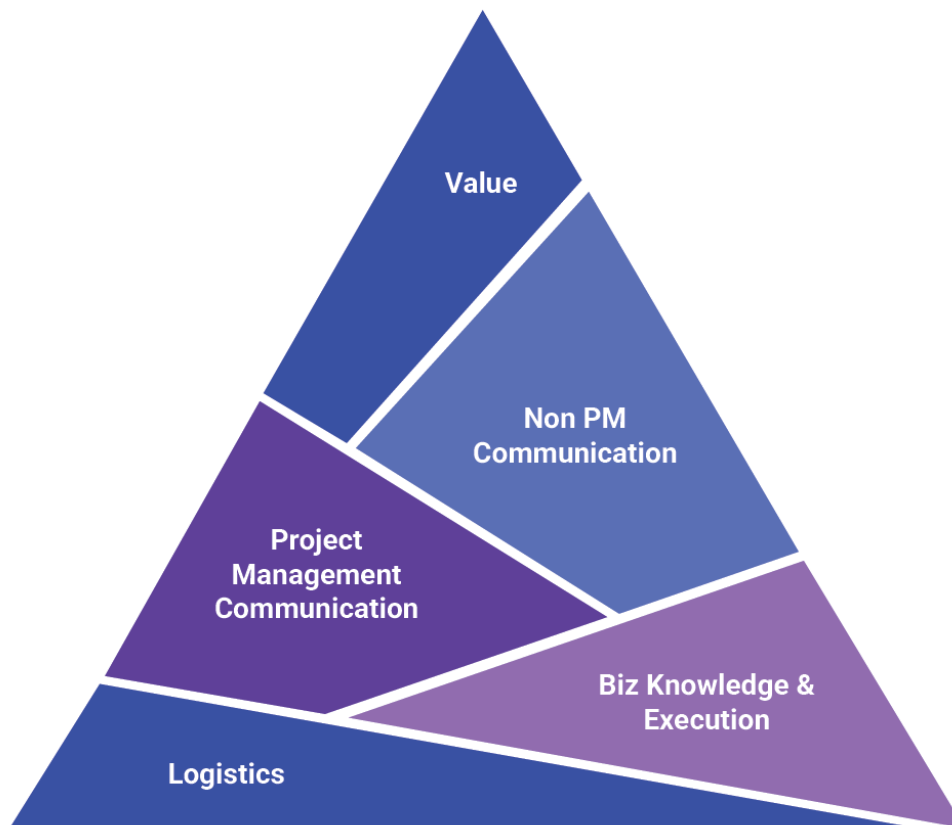 Value
Non PM
Communication
Project
Management
Communication
Biz Knowledge &
Execution
Logistics